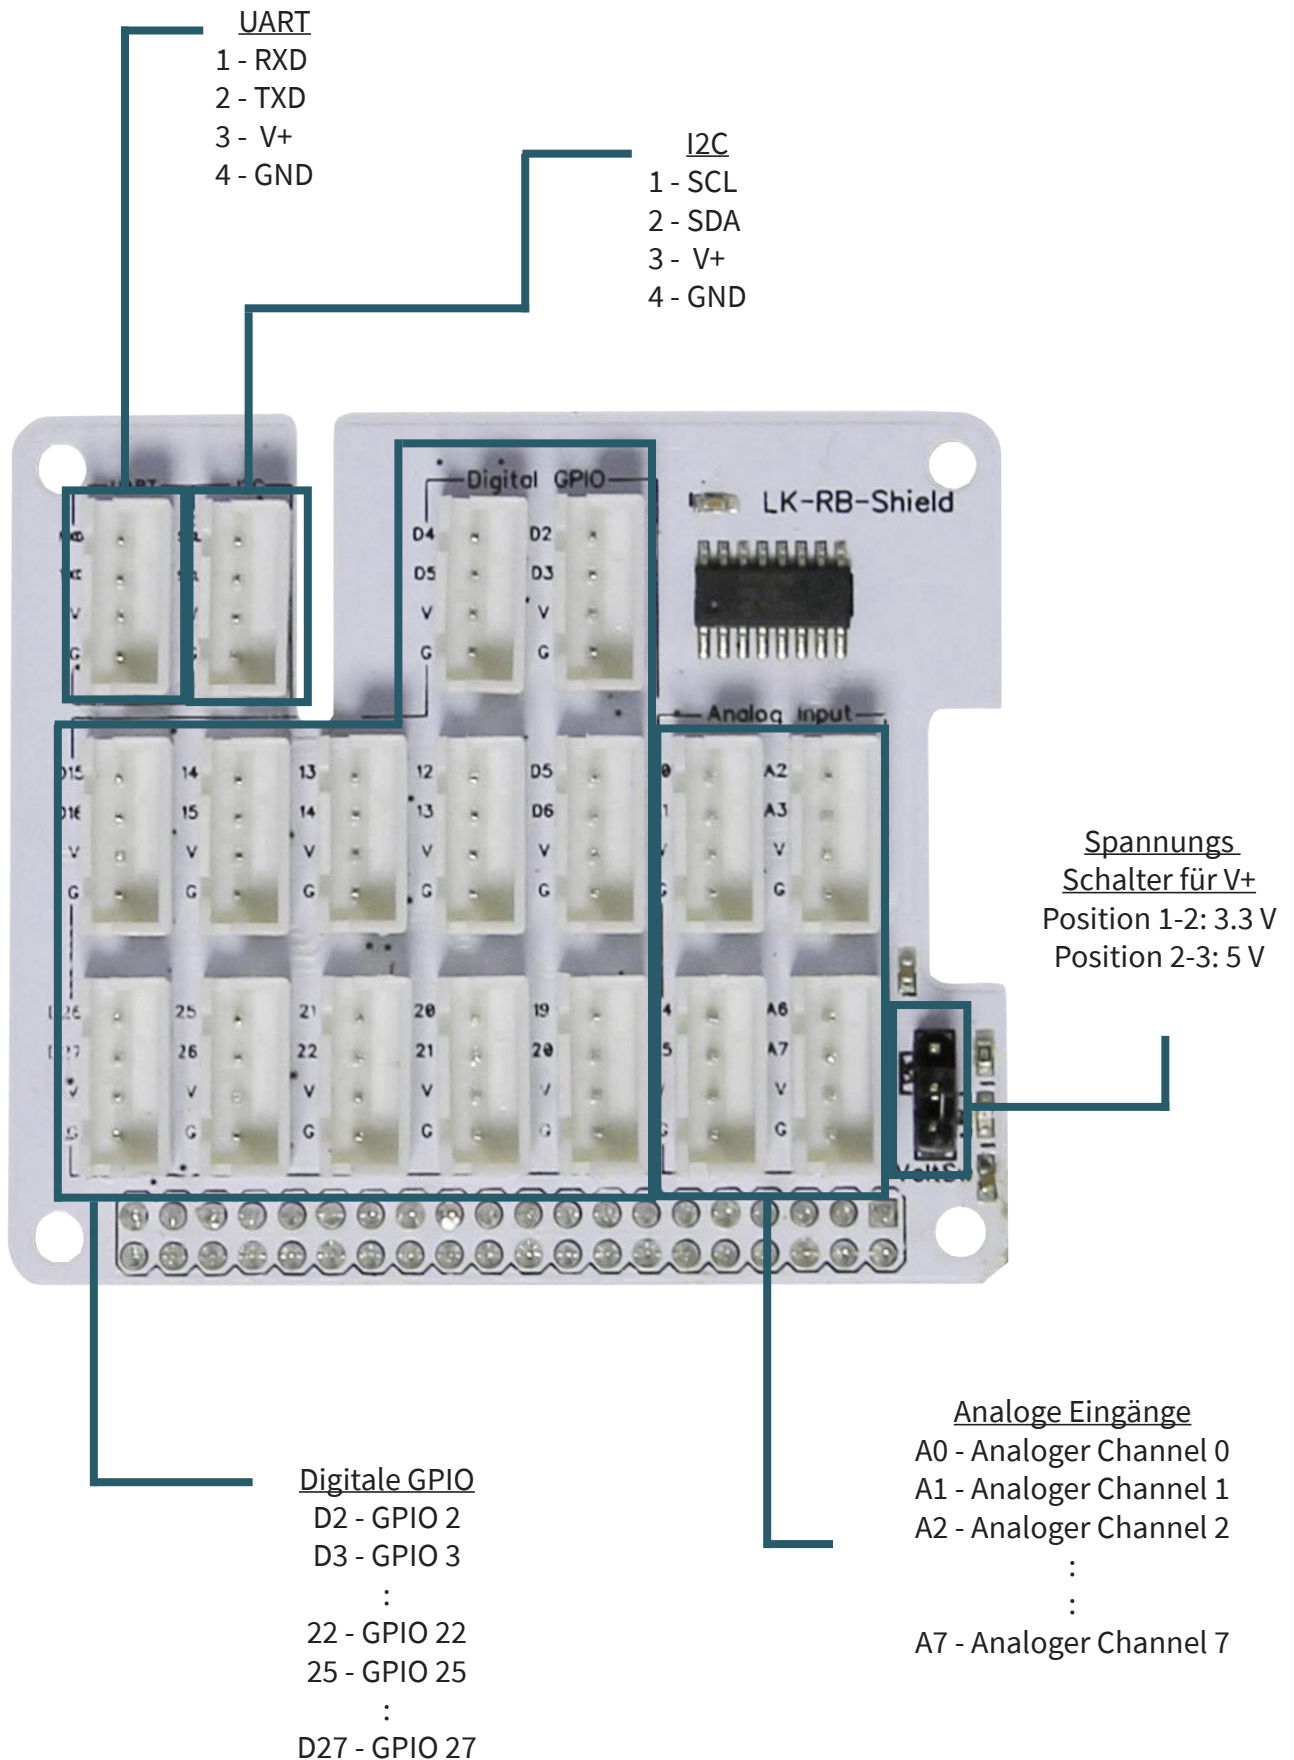 UART
1 - RXD
2 - TXD
3 - V+
4 - GND
I2C
1 - SCL
2 - SDA
3 - V+
4 - GND
Digital GPIO
LK-RB-Shield
D4
D5
V
G
D2
D3
V
G
V
G
Analog input
D15
D16
V
G
14
15
V
G
13
14
V
G
12
13
V
G
D5
D6
V
G
A2
A3
V
G
25
26
V
G
21
22
V
G
20
21
V
G
19
20
V
G
A6
A7
V
G
Spannungs
Schalter für V+
Position 1-2: 3.3 V
Position 2-3: 5 V
Digitale GPIO
D2 - GPIO 2
D3 - GPIO 3
:
22 - GPIO 22
25 - GPIO 25
:
D27 - GPIO 27
Analoge Eingänge
A0 - Analoger Channel 0
A1 - Analoger Channel 1
A2 - Analoger Channel 2
:
:
A7 - Analoger Channel 7